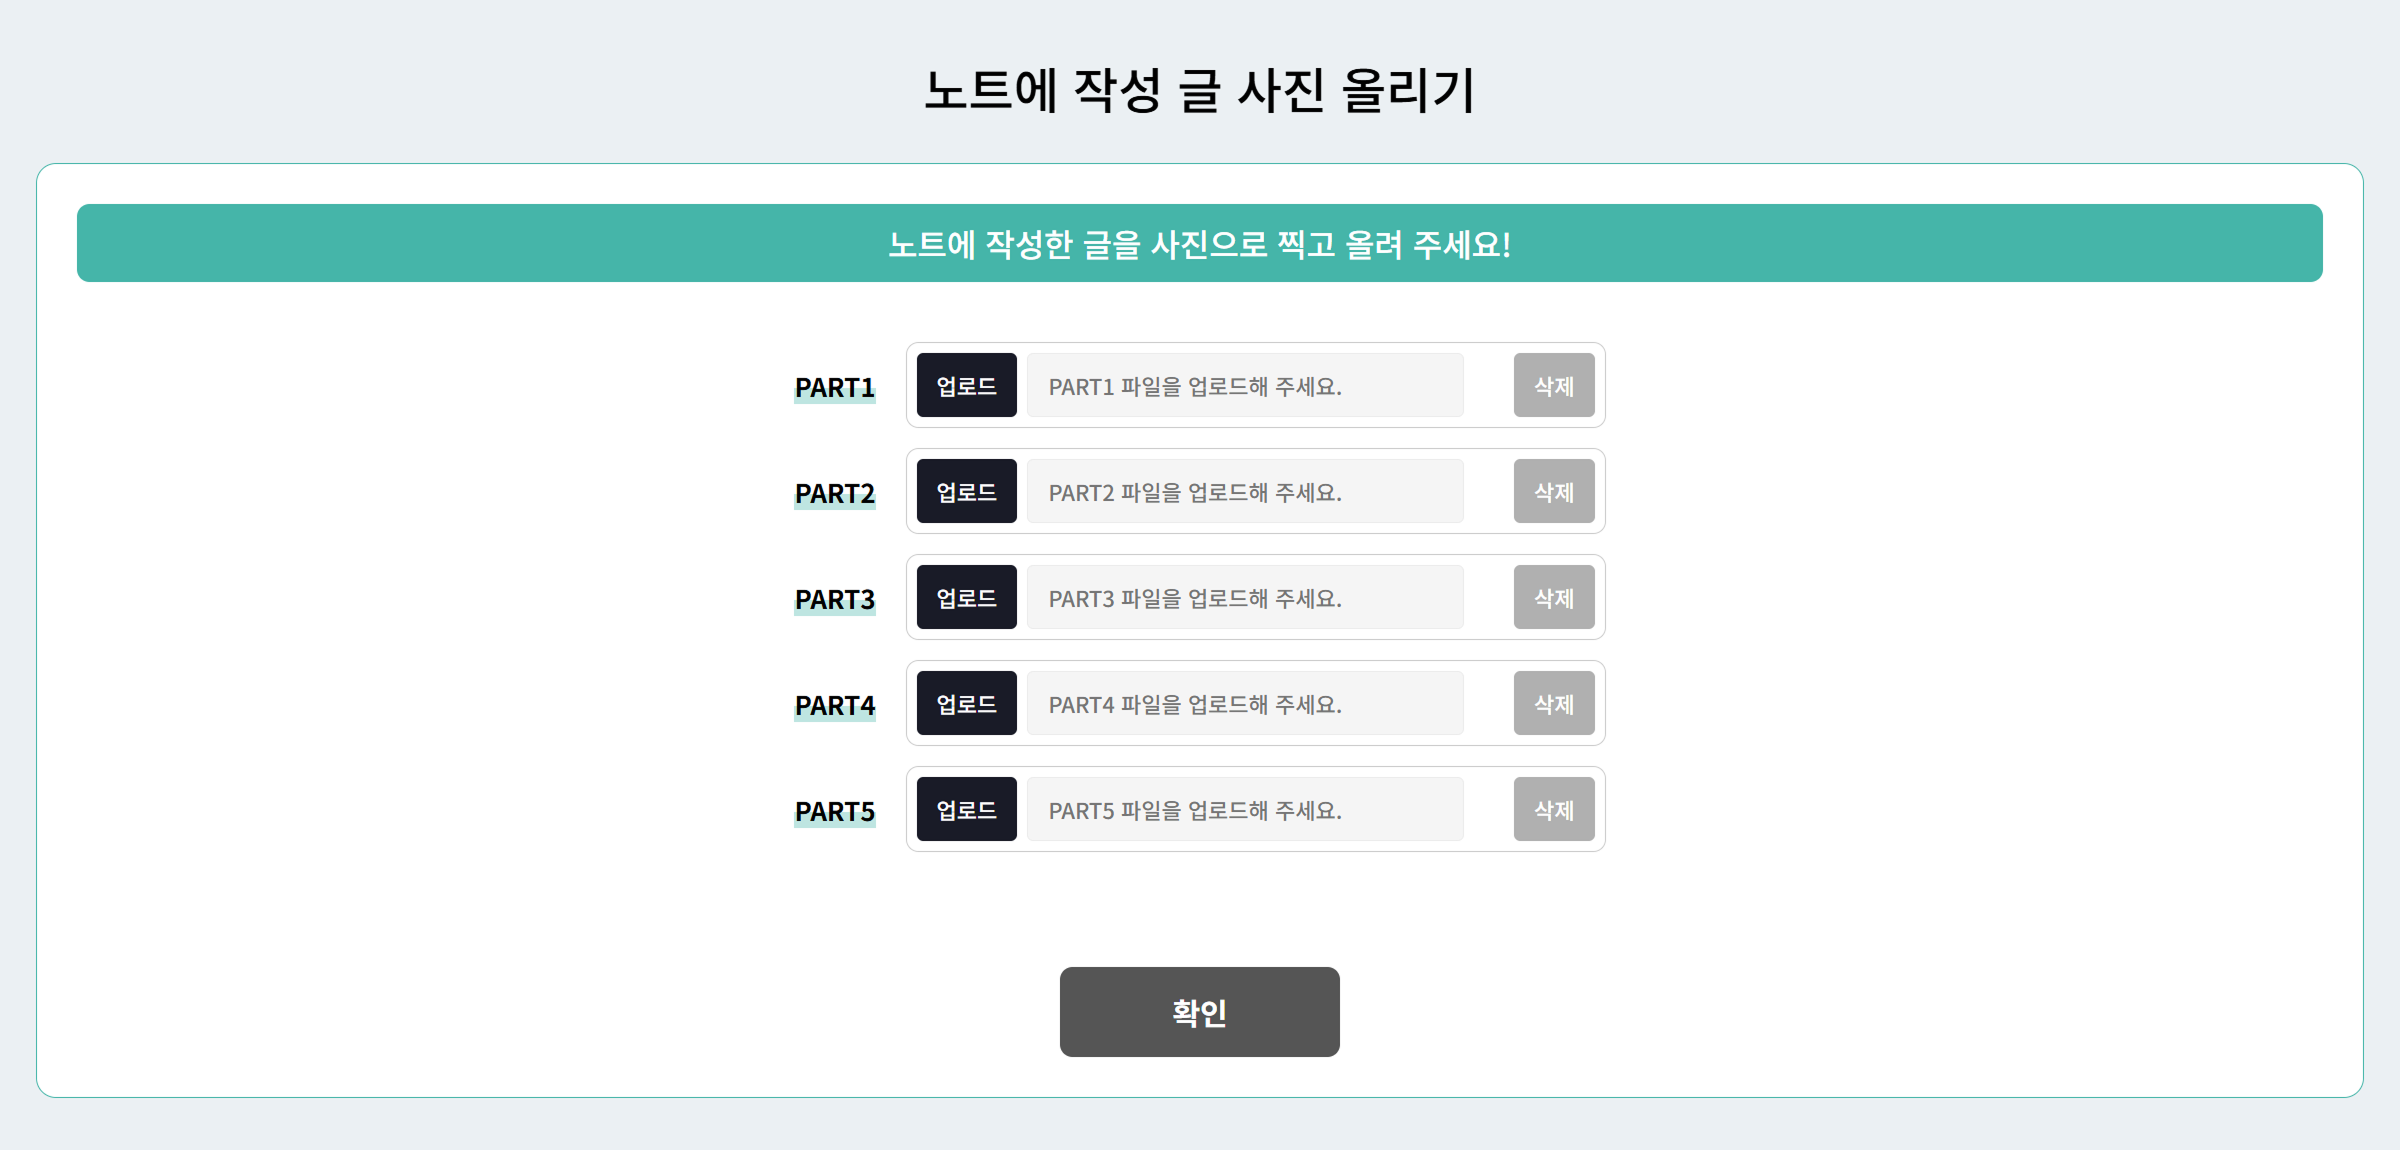 노트에 작성 글 사진 올리기
노트에 작성한 글을 사진으로 찍고 올려 주세요!
PART1 업로드 PART1 파일을 업로드해 주세요. 삭제
PART2 업로드 PART2 파일을 업로드해 주세요. 삭제
PART3 업로드 PART3 파일을 업로드해 주세요. 삭제
PART4 업로드 PART4 파일을 업로드해 주세요. 삭제
PART5 업로드 PART5 파일을 업로드해 주세요. 삭제
확인